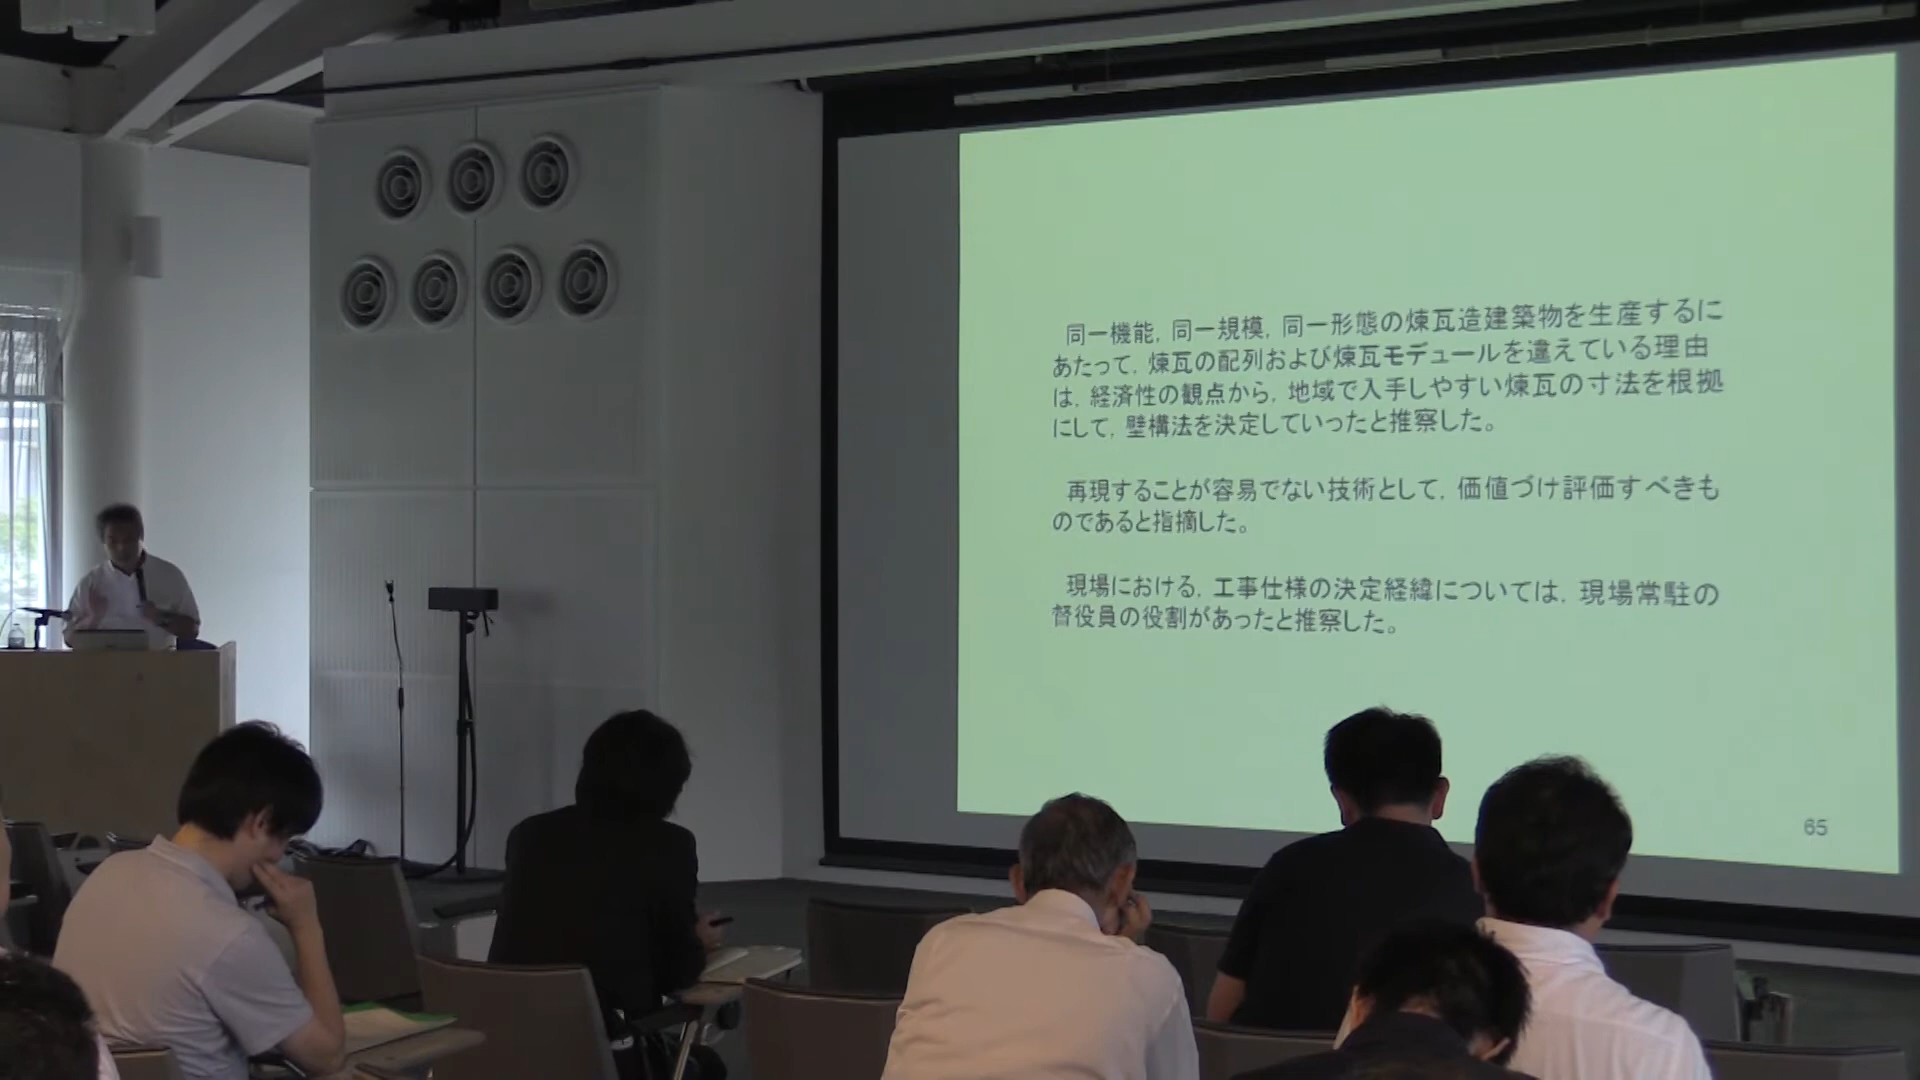 同一機能，同一規模，同一形態の煉瓦造建築物を生産するに
あたって，煉瓦の配列および煉瓦モデュールを違えている理由
は，経済性の観点から，地域で入手しやすい煉瓦の寸法を根拠
にして，壁構法を決定していったと推察した。
再現することが容易でない技術として，価値づけ評価すべきも
のであると指摘した。
現場における，工事仕様の決定経緯については，現場常駐の
督役員の役割があったと推察した。
65